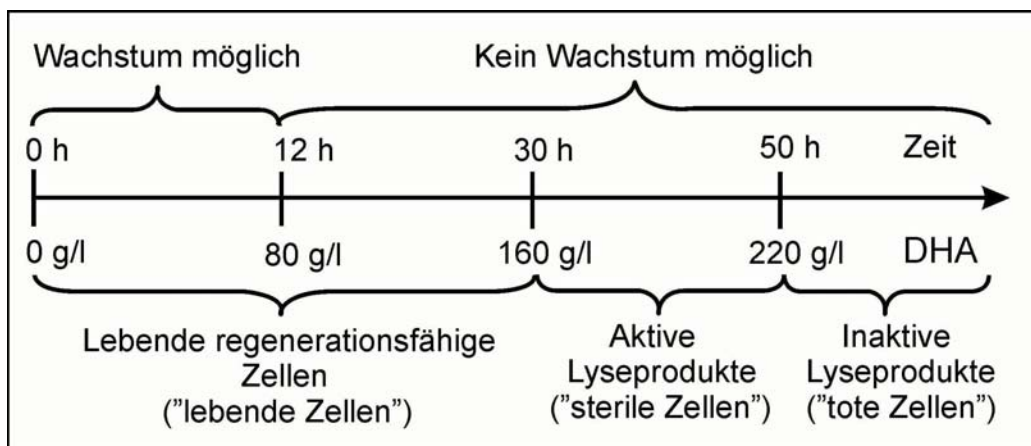 Wachstum möglich
Kein Wachstum möglich
0 h
12 h
30 h
50 h
Zeit
0 g/l
80 g/l
160 g/l
220 g/l
DHA
Lebende regenerationsfähige
Zellen
("lebende Zellen")
Aktive
Lyseprodukte
("sterile Zellen")
Inaktive
Lyseprodukte
("tote Zellen")